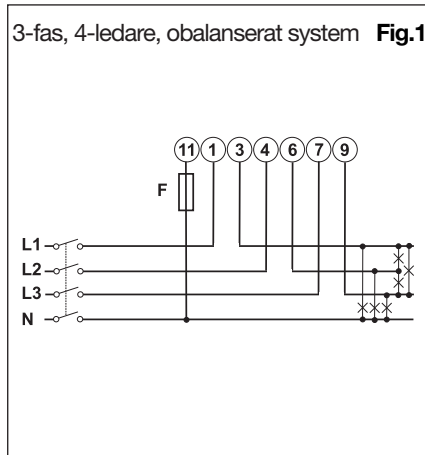 3-fas, 4-ledare, obalanserat system Fig.1
11 1 3 4 6 7 9
F
L1
L2
L3
N